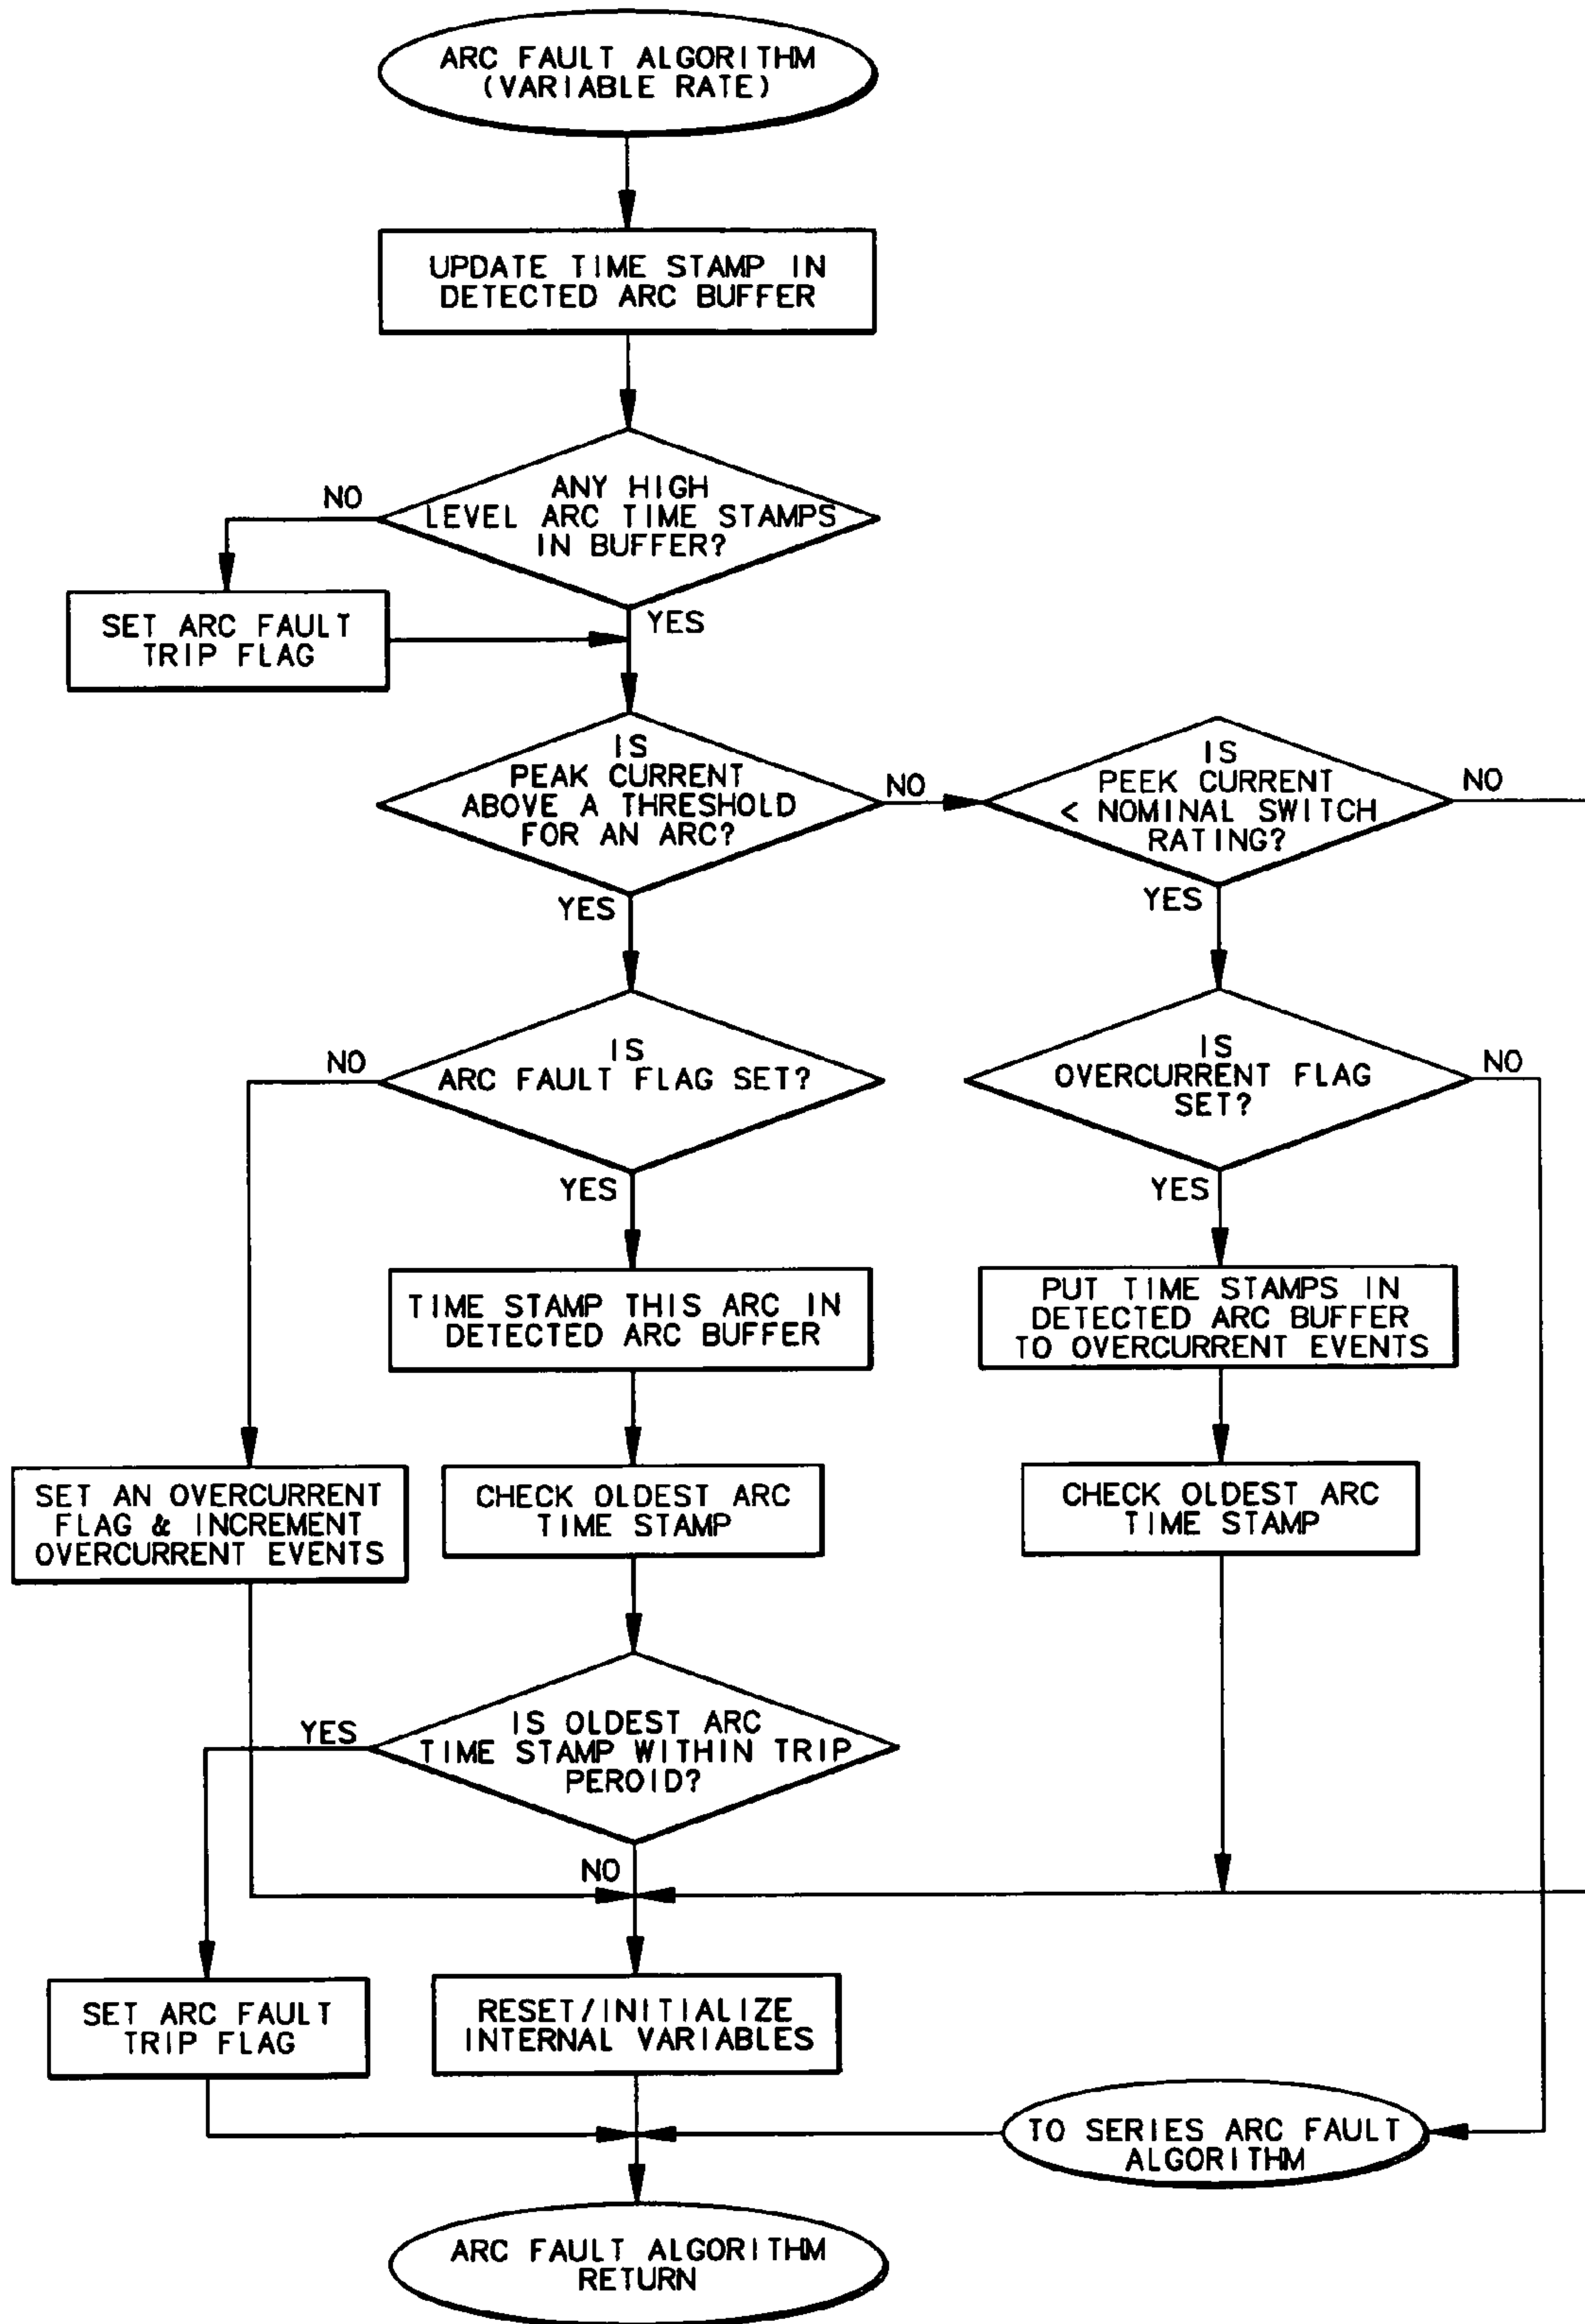 ARC FAULT ALGORITHM
(VARIABLE RATE)
UPDATE TIME STAMP IN
DETECTED ARC BUFFER
ANY HIGH
LEVEL ARC TIME STAMPS
IN BUFFER?
NO
YES
SET ARC FAULT
TRIP FLAG
IS
PEAK CURRENT
ABOVE A THRESHOLD
FOR AN ARC?
NO
YES
IS
PEEK CURRENT
< NOMINAL SWITCH
RATING?
NO
YES
IS
ARC FAULT FLAG SET?
NO
YES
IS
OVERCURRENT FLAG
SET?
NO
YES
TIME STAMP THIS ARC IN
DETECTED ARC BUFFER
PUT TIME STAMPS IN
DETECTED ARC BUFFER
TO OVERCURRENT EVENTS
SET AN OVERCURRENT
FLAG & INCREMENT
OVERCURRENT EVENTS
CHECK OLDEST ARC
TIME STAMP
CHECK OLDEST ARC
TIME STAMP
IS OLDEST ARC
TIME STAMP WITHIN TRIP
PEROID?
YES
NO
SET ARC FAULT
TRIP FLAG
RESET/INITIALIZE
INTERNAL VARIABLES
TO SERIES ARC FAULT
ALGORITHM
ARC FAULT ALGORITHM
RETURN